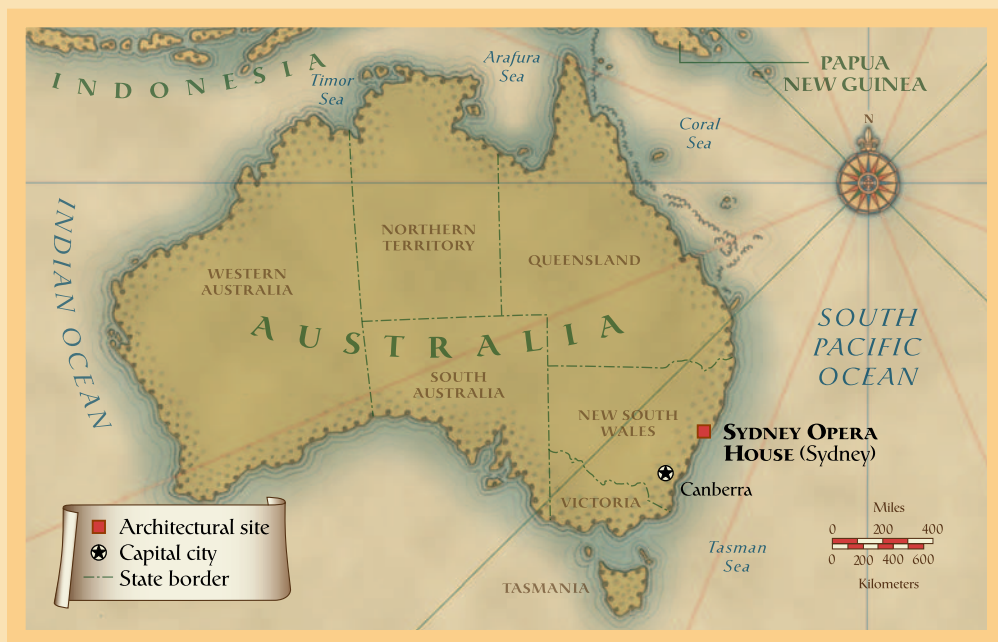 INDONESIA
Timor
Sea
Arafura
Sea
PAPUA
NEW GUINEA
Coral
Sea
N
INDIAN OCEAN
NORTHERN
TERRITORY
QUEENSLAND
WESTERN
AUSTRALIA
AUSTRALIA
SOUTH
PACIFIC
OCEAN
SOUTH
AUSTRALIA
NEW SOUTH
WALES
SYDNEY OPERA
HOUSE (Sydney)
Canberra
VICTORIA
Architectural site
Capital city
State border
TASMANIA
Tasman
Sea
Miles
0 200 400
0 200 400 600
Kilometers